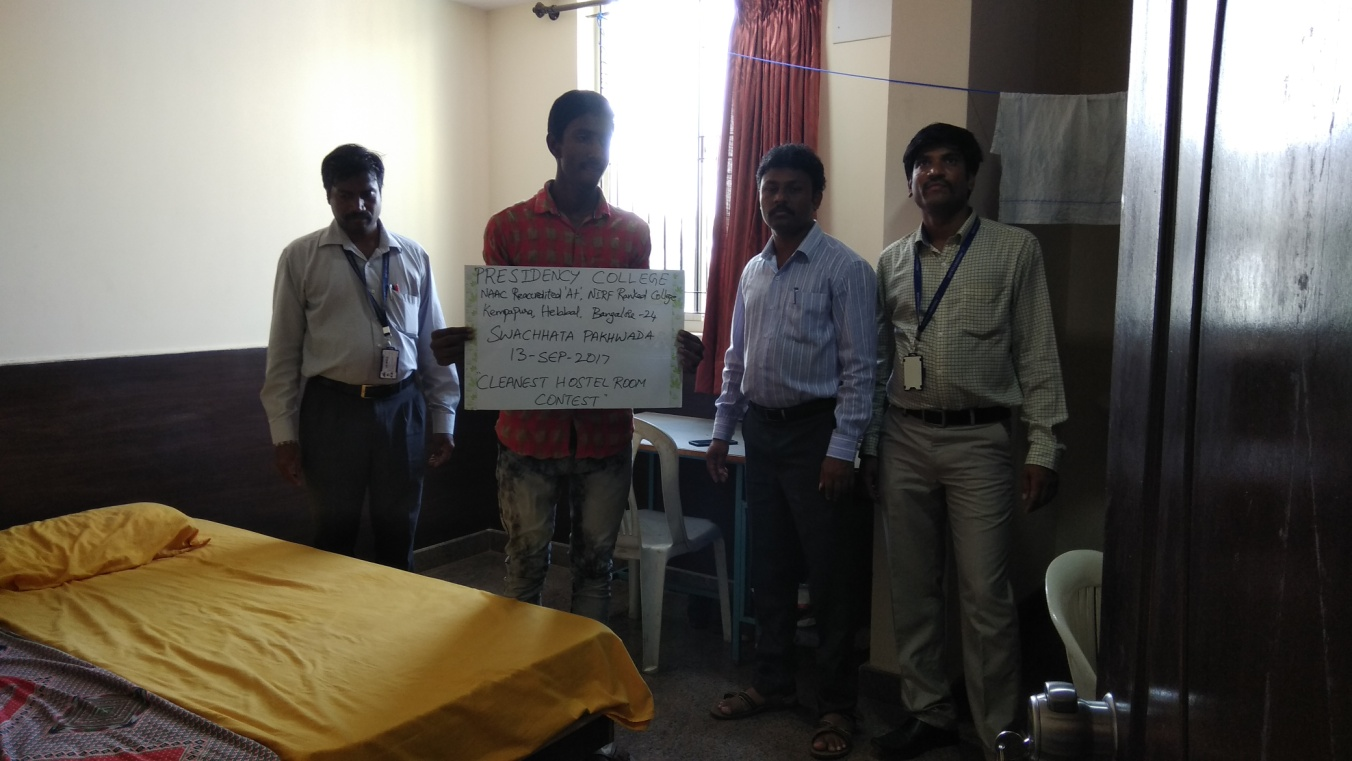 PRESIDENCY COLLEGE
NAAC Reaccredited 'A+', NIRF Ranked College
Kempapura, Hebbal, Bangalore-24
SWACHHATA PAKHWADA
13-SEP-2017
"CLEANEST HOSTEL ROOM
CONTEST"